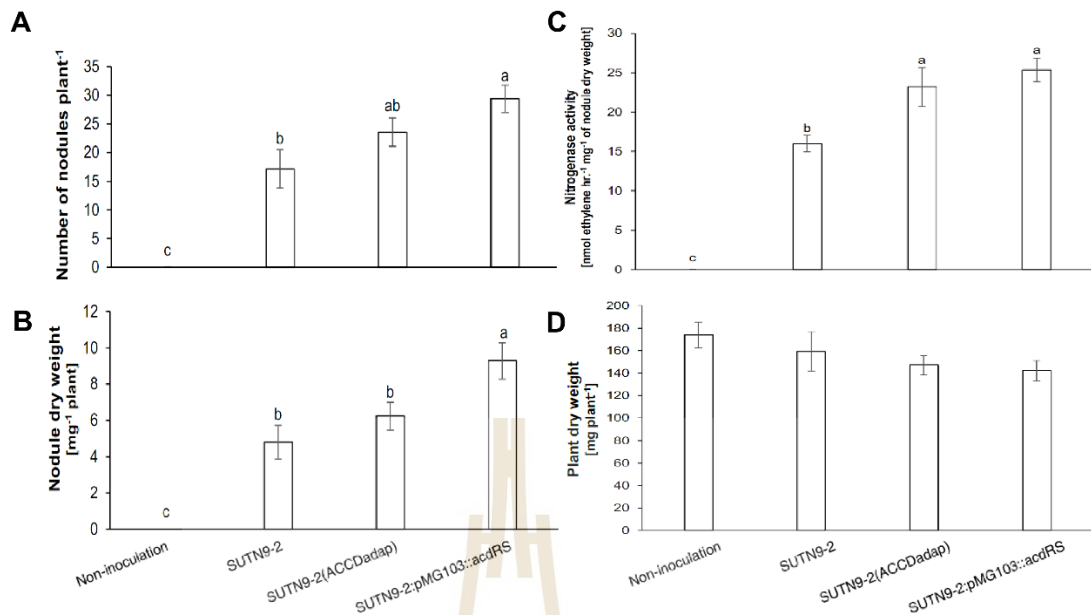 A
Number of nodules plant⁻¹
35
30
25
20
15
10
5
0
c
b
ab
a
B
Nodule dry weight
[mg⁻¹ plant]
12
10
8
6
4
2
0
c
b
b
a
Non-inoculation
SUTN9-2
SUTN9-2(ACCDadap)
SUTN9-2:pMG103::acdRS
C
Nitrogenase activity
[nmol ethylene hr.⁻¹ mg⁻¹ of nodule dry weight]
30
25
20
15
10
5
0
c
b
a
a
D
Plant dry weight
[mg plant⁻¹]
200
180
160
140
120
100
80
60
40
20
0
Non-inoculation
SUTN9-2
SUTN9-2(ACCDadap)
SUTN9-2:pMG103::acdRS